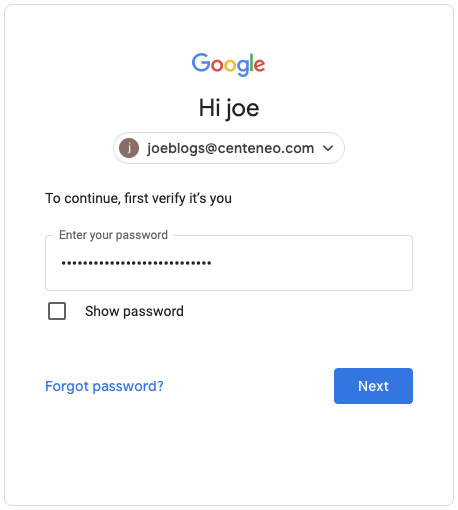 Google
Hi joe
j joeblogs@centeneo.com
To continue, first verify it's you
Enter your password
••••••••••••••••••••••••••••
Show password
Forgot password? Next